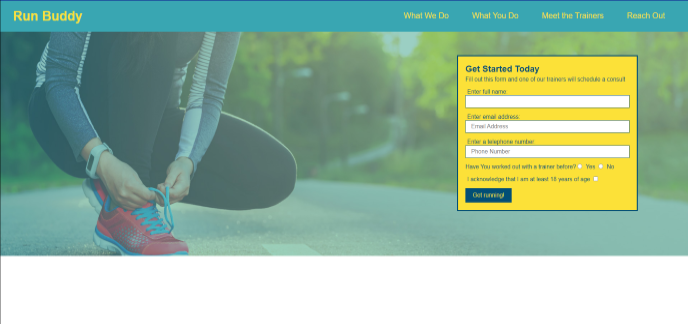 Run Buddy
What We Do What You Do Meet the Trainers Reach Out
Get Started Today
Fill out this form and one of our trainers will schedule a consult
Enter full name:
Enter email address:
Email Address
Enter a telephone number
Phone Number
Have You worked out with a trainer before? Yes No
I acknowledge that I am at least 18 years of age
Get running!